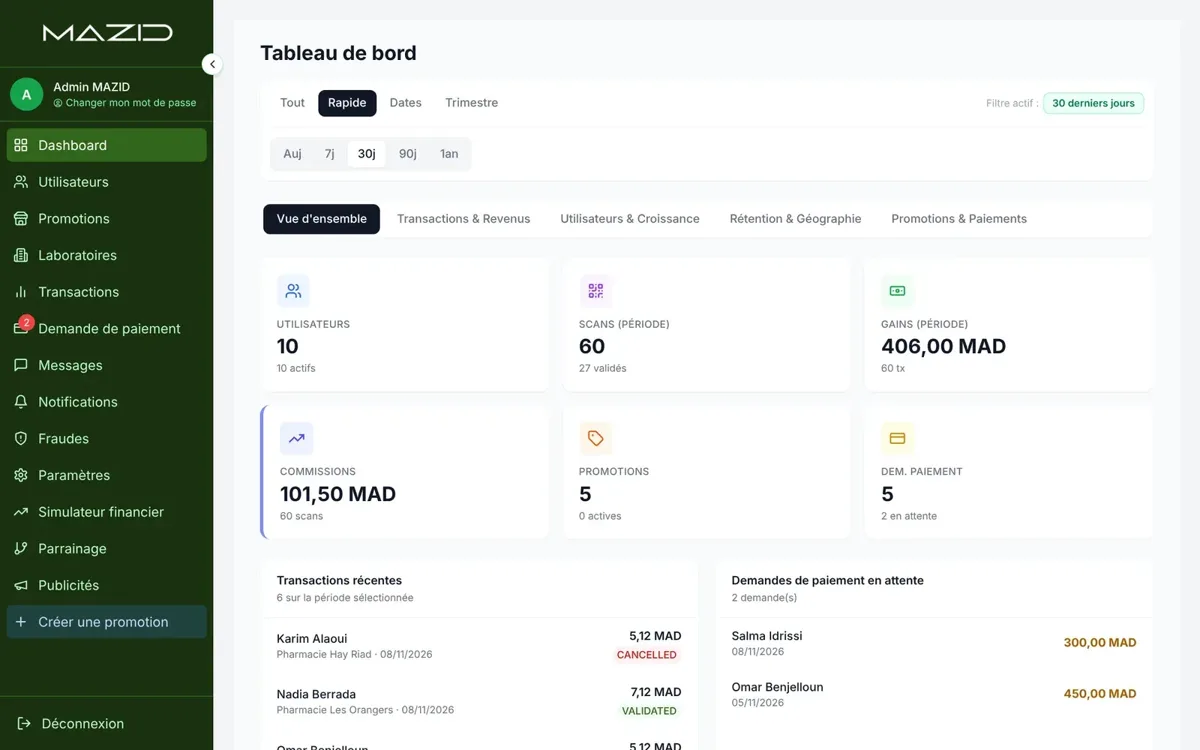 MAZID
A
Admin MAZID
Changer mon mot de passe
Dashboard
Utilisateurs
Promotions
Laboratoires
Transactions
2
Demande de paiement
Messages
Notifications
Fraudes
Paramètres
Simulateur financier
Parrainage
Publicités
+ Créer une promotion
Déconnexion
Tableau de bord
Tout Rapide Dates Trimestre
Filtre actif : 30 derniers jours
Auj 7j 30j 90j 1an
Vue d'ensemble Transactions & Revenus Utilisateurs & Croissance Rétention & Géographie Promotions & Paiements
UTILISATEURS
10
10 actifs
SCANS (PÉRIODE)
60
27 validés
GAINS (PÉRIODE)
406,00 MAD
60 tx
COMMISSIONS
101,50 MAD
60 scans
PROMOTIONS
5
0 actives
DEM. PAIEMENT
5
2 en attente
Transactions récentes
6 sur la période sélectionnée
Karim Alaoui
5,12 MAD
Pharmacie Hay Riad · 08/11/2026
CANCELLED
Nadia Berrada
7,12 MAD
Pharmacie Les Orangers · 08/11/2026
VALIDATED
Omar Benjelloun
5,12 MAD
Demandes de paiement en attente
2 demande(s)
Salma Idrissi
08/11/2026
300,00 MAD
Omar Benjelloun
05/11/2026
450,00 MAD